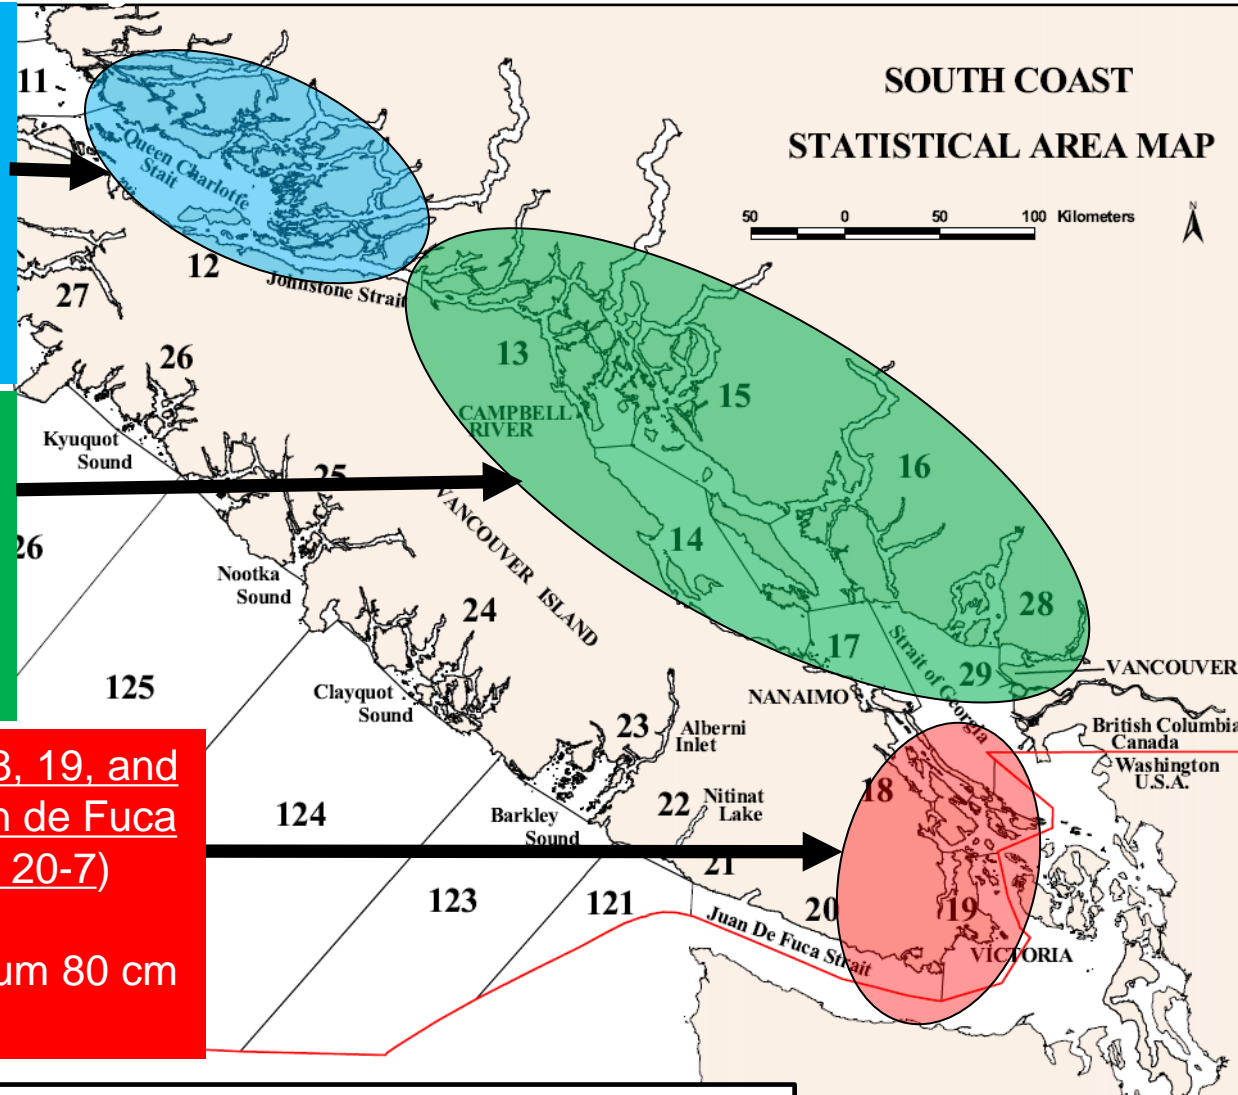 SOUTH COAST
STATISTICAL AREA MAP
50 0 50 100 Kilometers
N
11
Queen Charlotte
Stait
12
Johnstone Strait
27
26
13
15
CAMPBELL
RIVER
Kyuquot
Sound
25
16
VANCOUVER ISLAND
26
14
Nootka
Sound
24
28
17
Strait of Georgia
29
VANCOUVER
125
Clayquot
Sound
NANAIMO
23
Alberni
Inlet
British Columbia
Canada
Washington
U.S.A.
, 19, and
de Fuca
20-7)
80 cm
18
22
Nitinat
Lake
124
Barkley
Sound
21
123
121
20
19
Juan De Fuca Strait
VICTORIA